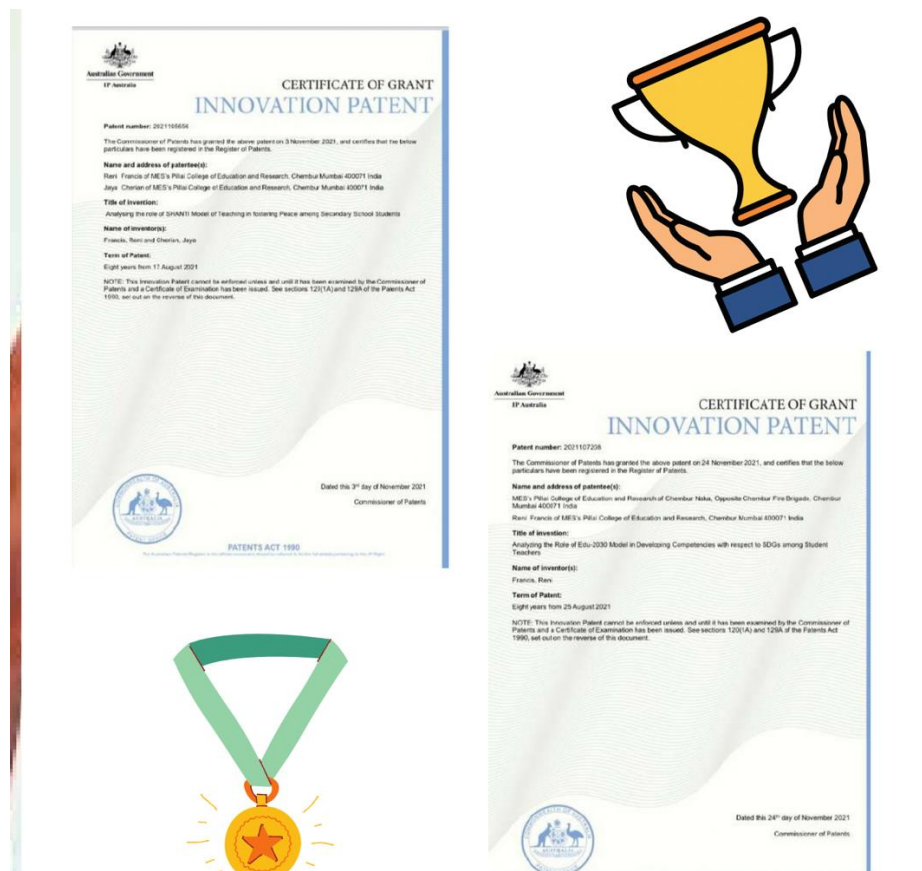 Australian Government
IP Australia
CERTIFICATE OF GRANT
INNOVATION PATENT
Patent number:
The Commissioner of Patents has granted the above patent on 3 November 2021, and certifies that the below
particulars have been registered in the Register of Patents.
Name and address of patentee(s):
Reni Francis of MES's Pillai College of Education and Research, Chembur Mumbai 400071 India
Jaya Cherian of MES's Pillai College of Education and Research, Chembur Mumbai 400071 India
Title of invention:
Analysing the role of SHANTI Model of Teaching in fostering Peace among Secondary School Students
Name of inventor(s):
Francis, Reni and Cherian, Jaya
Term of Patent:
Eight years from 17 August 2021
NOTE: This Innovation Patent cannot be enforced unless and until it has been examined by the Commissioner of
Patents and a Certificate of Examination has been issued. See sections 120(1A) and 129A of the Patents Act
1990, set out on the reverse of this document.
Dated this 3rd day of November 2021
Commissioner of Patents
AUSTRALIA
PATENTS ACT 1990
Australian Government
IP Australia
CERTIFICATE OF GRANT
INNOVATION PATENT
Patent number: 2021107208
The Commissioner of Patents has granted the above patent on 24 November 2021, and certifies that the below
particulars have been registered in the Register of Patents.
Name and address of patentee(s):
MES's Pillai College of Education and Research of Chembur Naka, Opposite Chembur Fire Brigade, Chembur
Mumbai 400071 India
Reni Francis of MES's Pillai College of Education and Research, Chembur Mumbai 400071 India
Title of invention:
Analyzing the Role of Edu-2030 Model in Developing Competencies with respect to SDGs among Student
Teachers
Name of inventor(s):
Francis, Reni
Term of Patent:
Eight years from 25 August 2021
NOTE: This Innovation Patent cannot be enforced unless and until it has been examined by the Commissioner of
Patents and a Certificate of Examination has been issued. See sections 120(1A) and 129A of the Patents Act
1990, set out on the reverse of this document.
Dated this 24th day of November 2021
Commissioner of Patents
AUSTRALIA